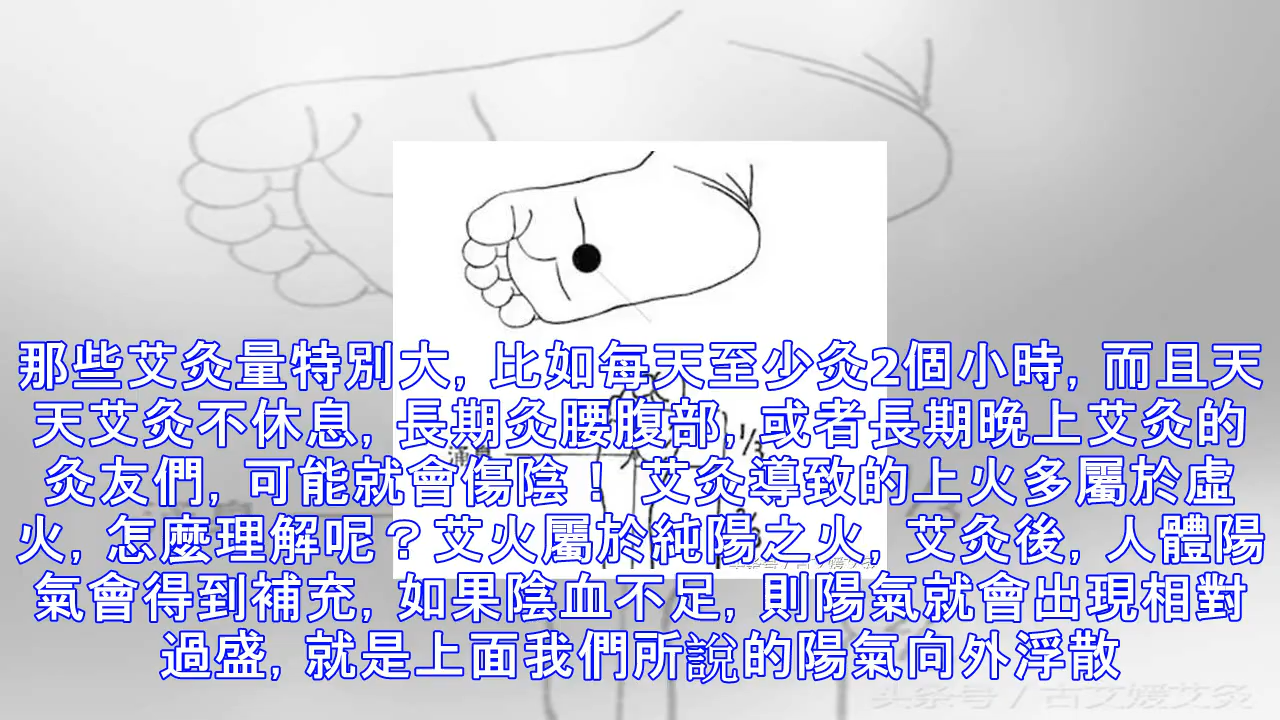 那些艾灸量特別大, 比如每天至少灸2個小時, 而且天
天艾灸不休息, 長期灸腰腹部, 或者長期晚上艾灸的
1/3
灸友們, 可能就會傷陰！ 艾灸導致的上火多屬於虛
火, 怎麼理解呢？艾火屬於純陽之火, 艾灸後, 人體陽
氣會得到補充, 如果陰血不足, 則陽氣就會出現相對
過盛, 就是上面我們所說的陽氣向外浮散
头条号 / 古艾媛艾灸